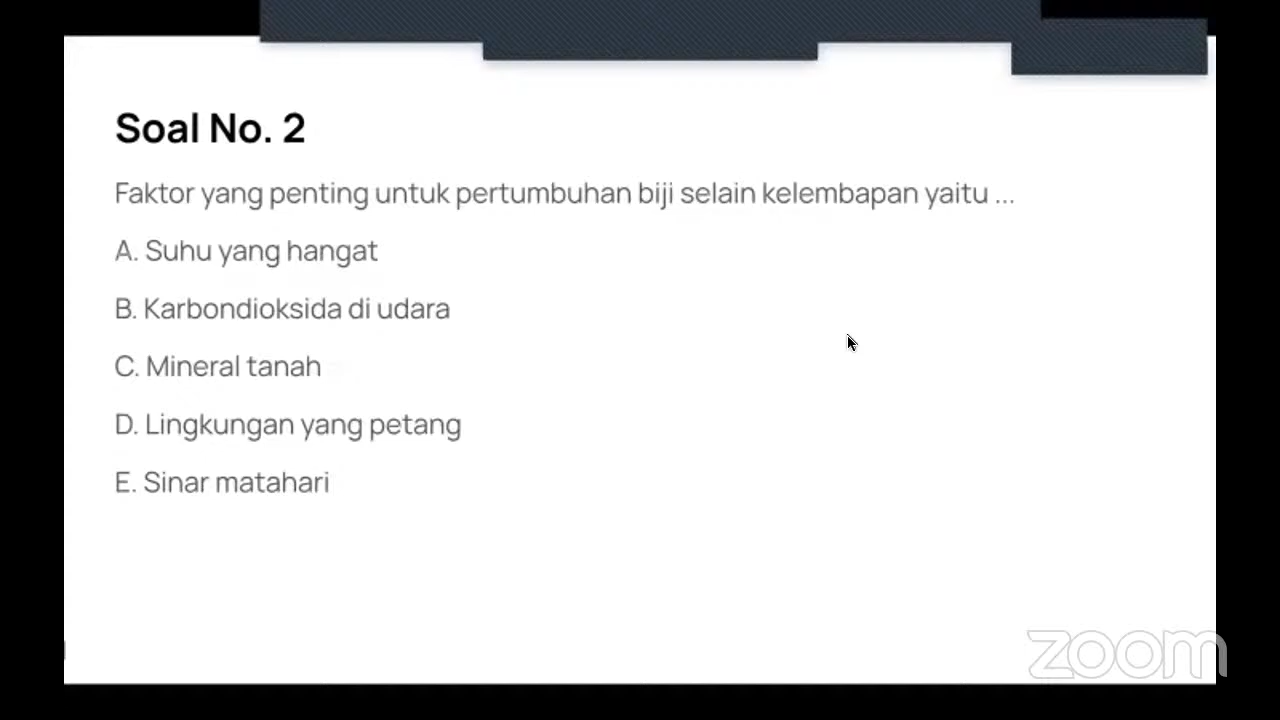 Soal No. 2
Faktor yang penting untuk pertumbuhan biji selain kelembapan yaitu ...
A. Suhu yang hangat
B. Karbondioksida di udara
C. Mineral tanah
D. Lingkungan yang petang
E. Sinar matahari
zoom